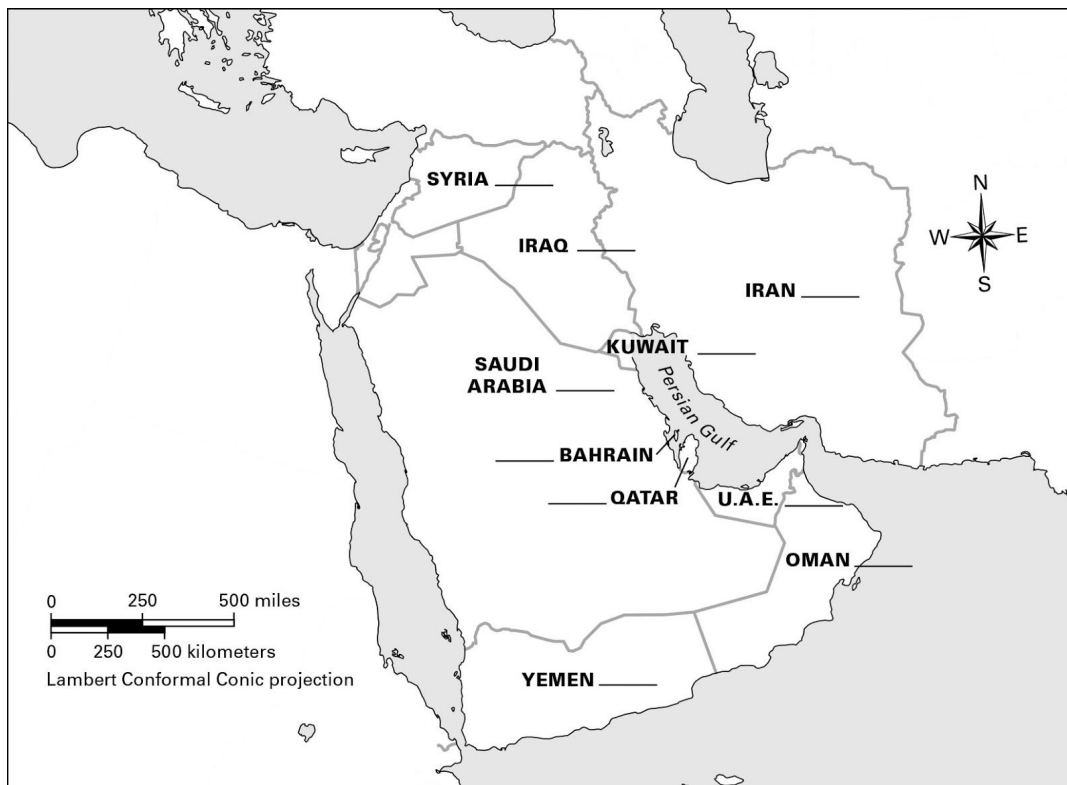 SYRIA
N
W E
S
IRAQ
IRAN
KUWAIT
SAUDI
ARABIA
Persian Gulf
BAHRAIN
QATAR
U.A.E.
OMAN
0 250 500 miles
0 250 500 kilometers
Lambert Conformal Conic projection
YEMEN